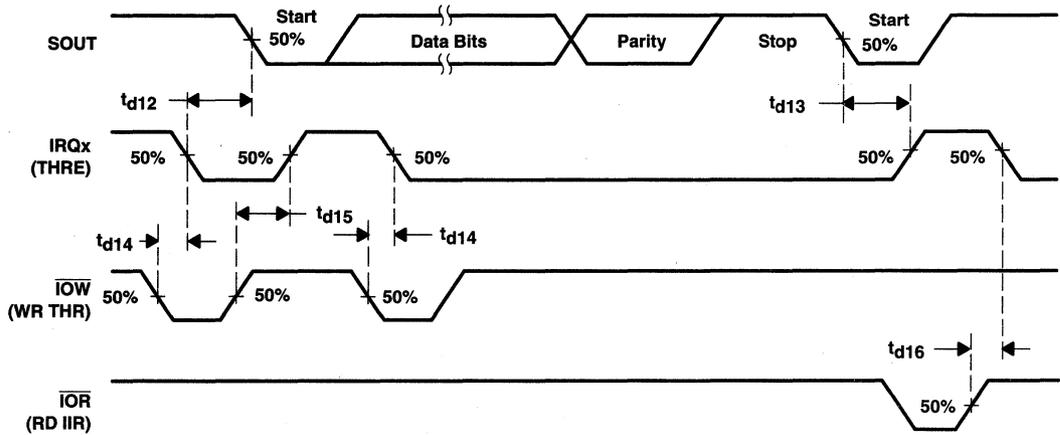 Start
Start
SOUT
50%
Data Bits
Parity
Stop
50%
td12
td13
IRQx
(THRE)
50%
50%
50%
50%
50%
td15
td14
td14
IOW
(WR THR)
50%
50%
50%
td16
IOR
(RD IIR)
50%